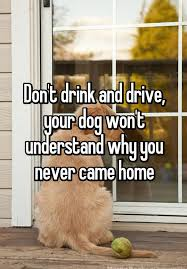 Don't drink and drive,
your dog won't
understand why you
never came home